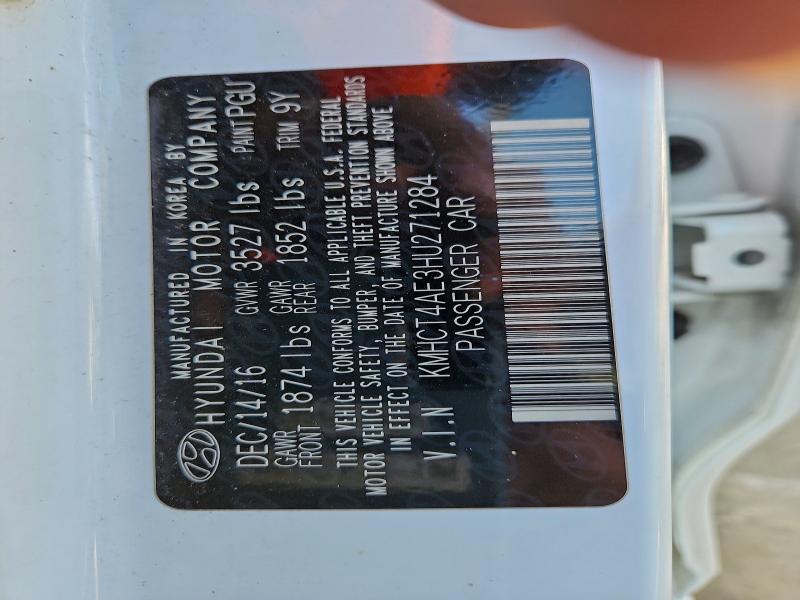 MANUFACTURED IN KOREA BY
HYUNDAI MOTOR COMPANY
DEC/14/16 GVWR 3527 lbs PAINT PGU
GAWR FRONT 1874 lbs GAWR REAR 1852 lbs TRIM 9Y
THIS VEHICLE CONFORMS TO ALL APPLICABLE U.S.A. FEDERAL
MOTOR VEHICLE SAFETY, BUMPER, AND THEFT PREVENTION STANDARDS
IN EFFECT ON THE DATE OF MANUFACTURE SHOWN ABOVE
V.I.N KMHCT4AE3HU271284
PASSENGER CAR